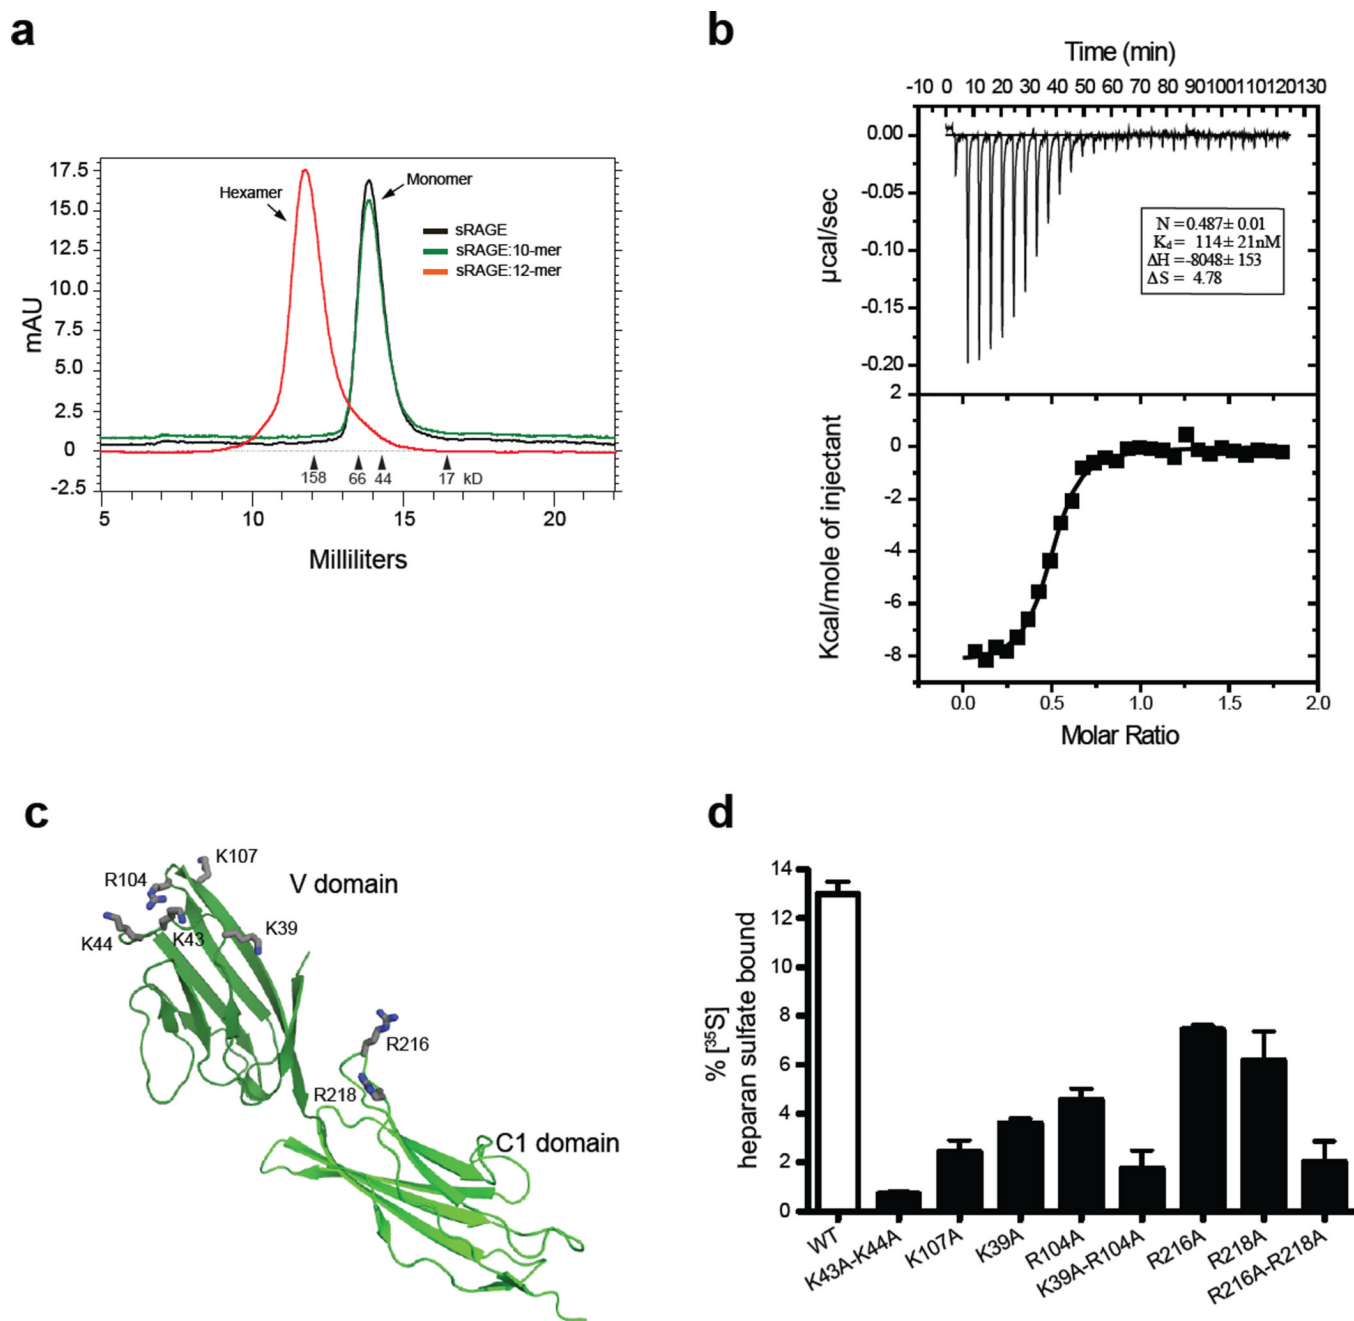 a
17.5
15.0
12.5
10.0
7.5
5.0
2.5
0
-2.5
mAU
Hexamer
Monomer
sRAGE
sRAGE:10-mer
sRAGE:12-mer
158 66 44 17 kD
5 10 15 20
Milliliters
b
Time (min)
-10 0 10 20 30 40 50 60 70 80 90 100 110 120 130
0.00
-0.05
-0.10
-0.15
-0.20
µcal/sec
N = 0.487± 0.01
Kd = 114± 21nM
ΔH =-8048± 153
ΔS = 4.78
2
0
-2
-4
-6
-8
Kcal/mole of injectant
0.0 0.5 1.0 1.5 2.0
Molar Ratio
c
K107
R104
V domain
K44
K43
K39
R216
R218
C1 domain
d
14
12
10
8
6
4
2
0
% [³⁵S]
heparan sulfate bound
WT
K43A-K44A
K107A
K39A
R104A
K39A-R104A
R216A
R218A
R216A-R218A